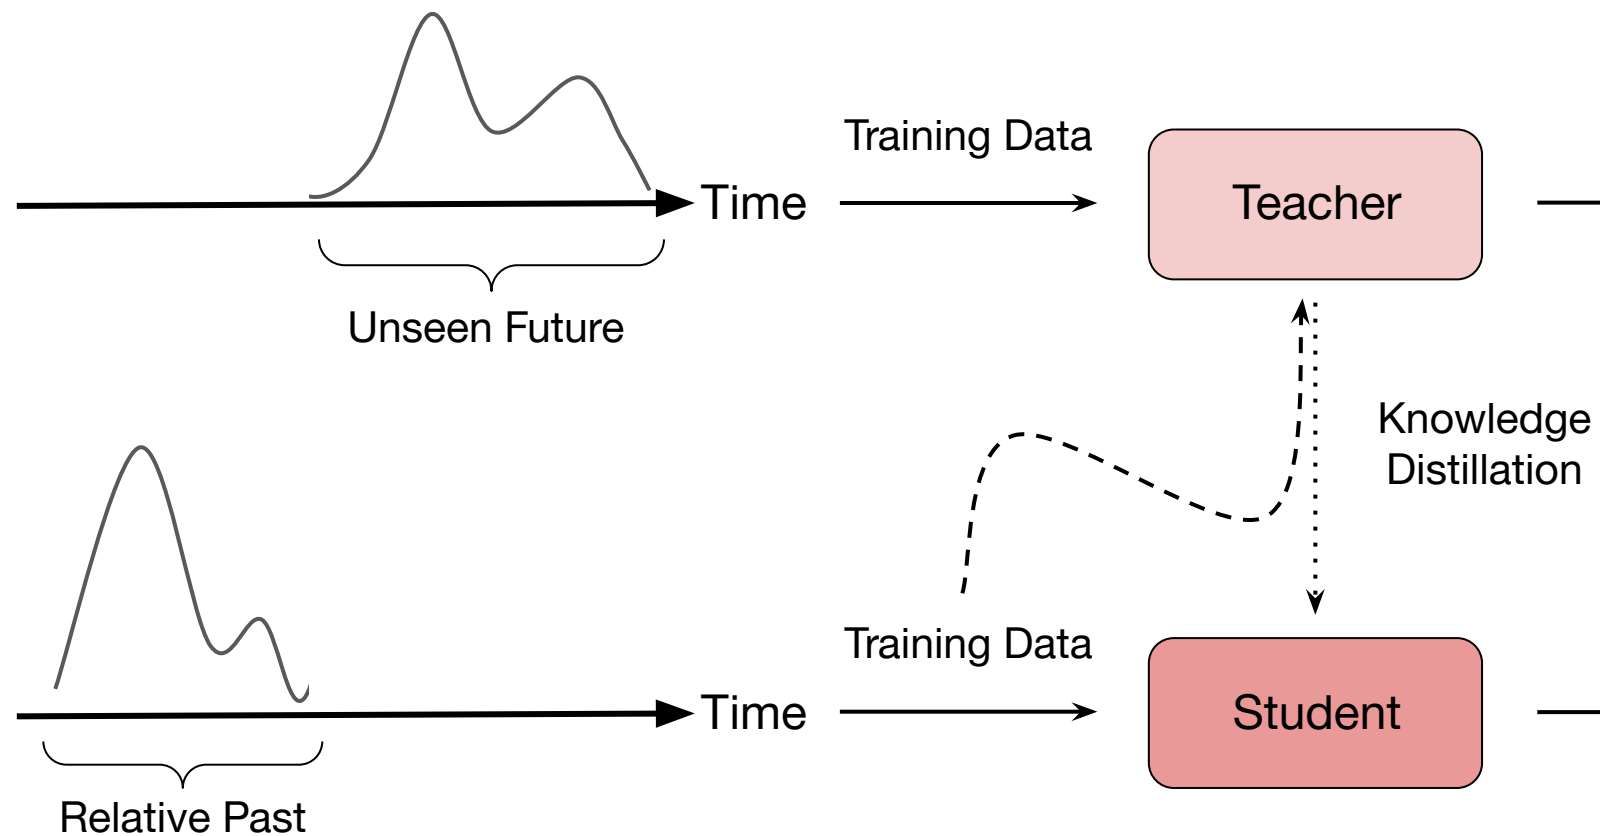 Training Data
Time
Teacher
Unseen Future
Knowledge
Distillation
Training Data
Time
Student
Relative Past